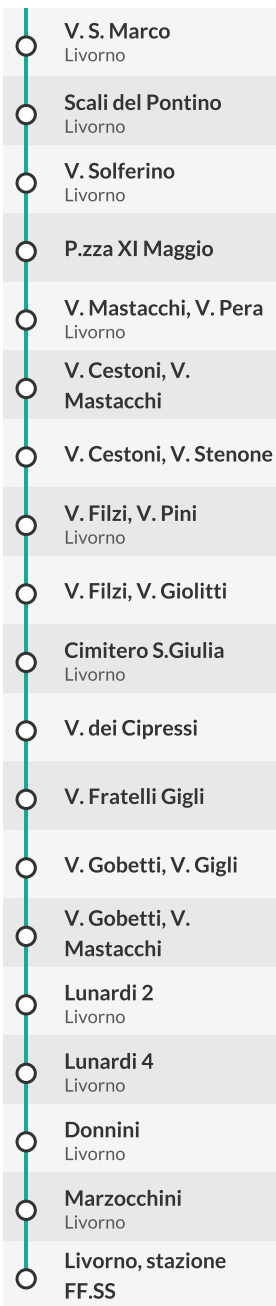 V. S. Marco
Livorno
Scali del Pontino
Livorno
V. Solferino
Livorno
P.zza XI Maggio
V. Mastacchi, V. Pera
Livorno
V. Cestoni, V.
Mastacchi
V. Cestoni, V. Stenone
V. Filzi, V. Pini
Livorno
V. Filzi, V. Giolitti
Cimitero S.Giulia
Livorno
V. dei Cipressi
V. Fratelli Gigli
V. Gobetti, V. Gigli
V. Gobetti, V.
Mastacchi
Lunardi 2
Livorno
Lunardi 4
Livorno
Donnini
Livorno
Marzocchini
Livorno
Livorno, stazione
FF.SS